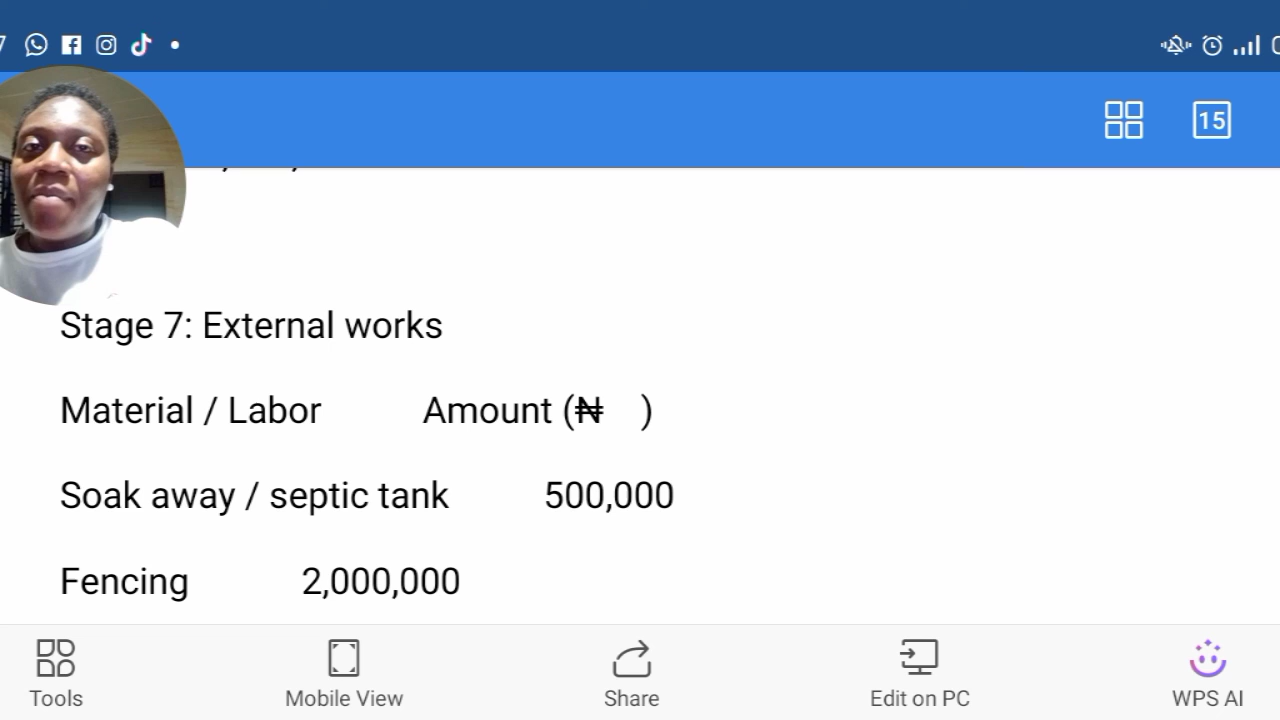 15
Stage 7: External works
Material / Labor Amount (₦ )
Soak away / septic tank 500,000
Fencing 2,000,000
Tools Mobile View Share Edit on PC WPS AI